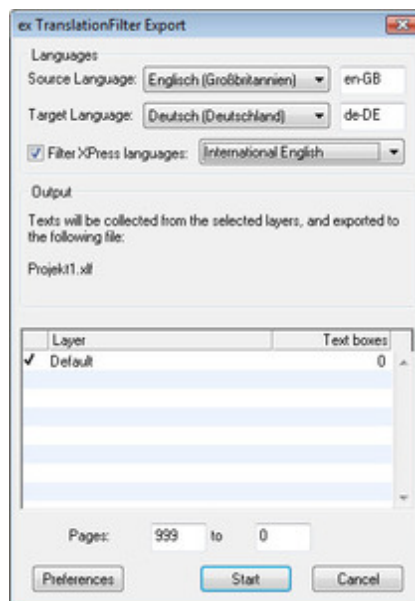 ex TranslationFilter Export
Languages
Source Language: Englisch (Großbritannien) en-GB
Target Language: Deutsch (Deutschland) de-DE
Filter XPress languages: International English
Output
Texts will be collected from the selected layers, and exported to
the following file:
Projekt1.xlf
Layer Text boxes
Default 0
Pages: 999 to 0
Preferences Start Cancel